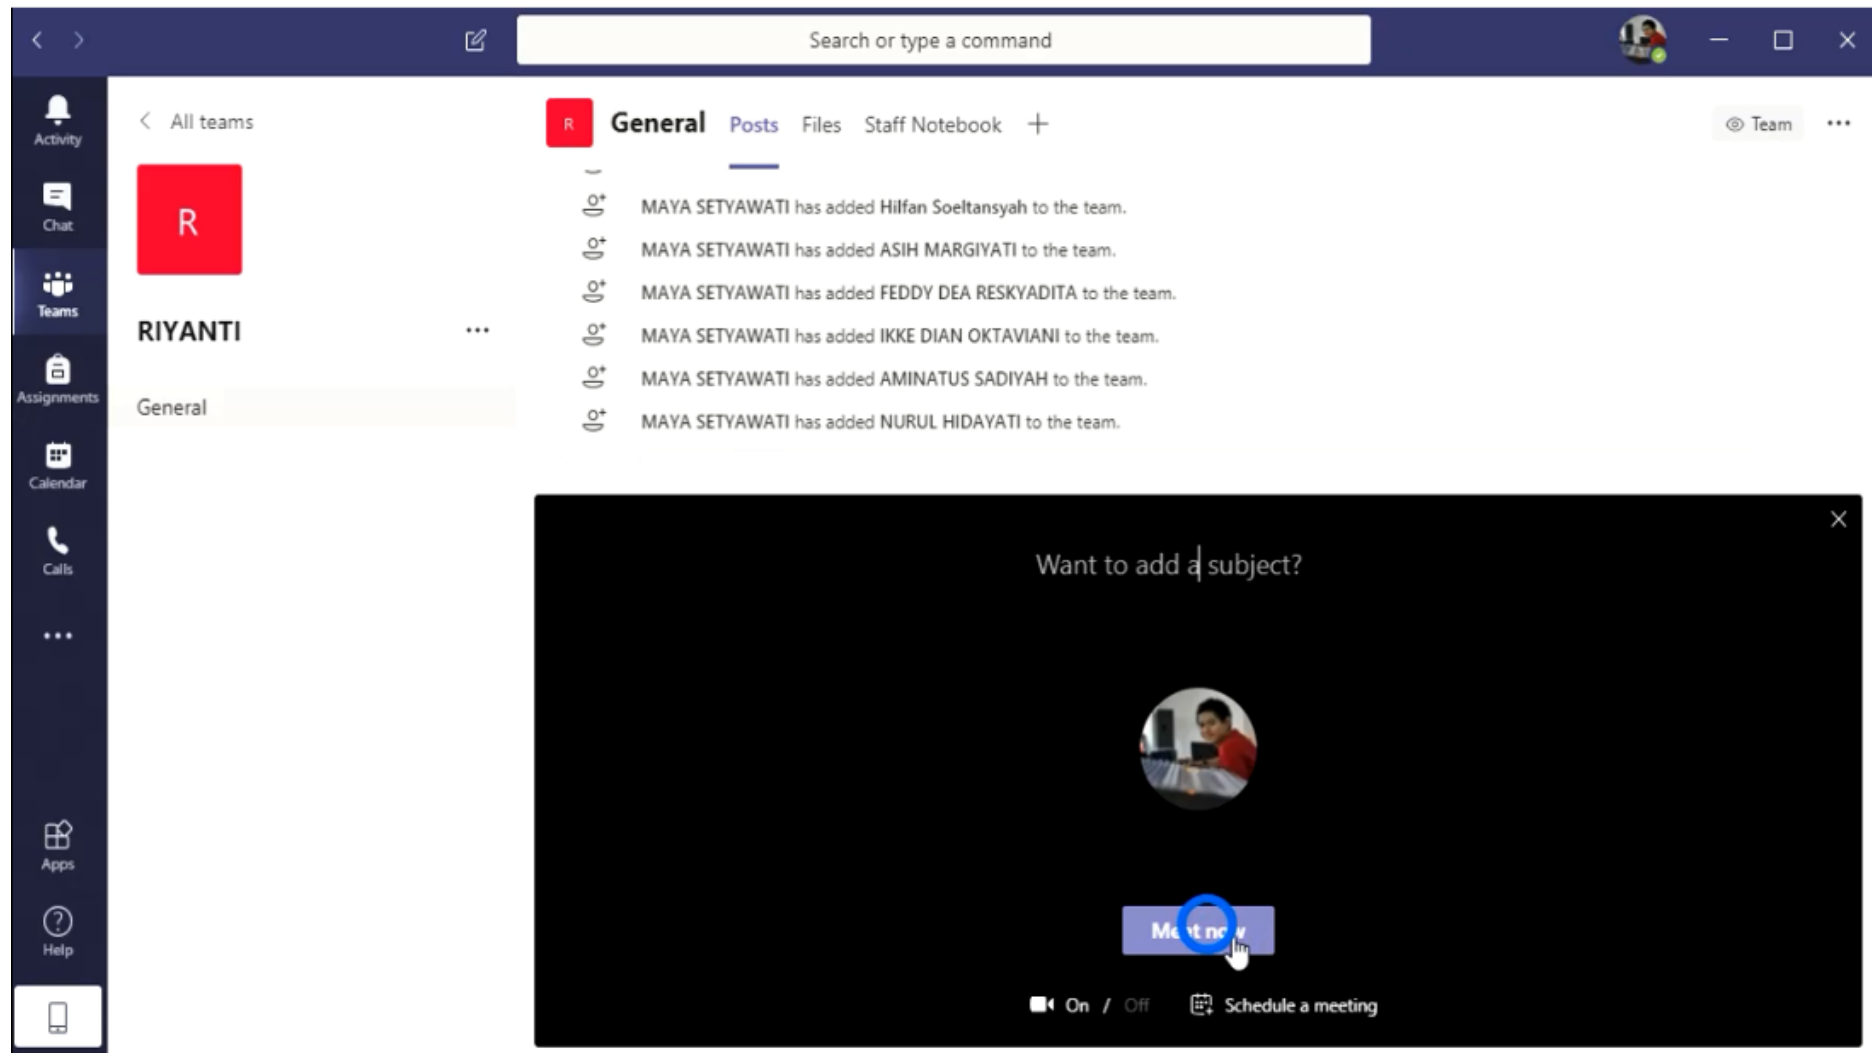 Search or type a command
Activity
Chat
Teams
Assignments
Calendar
Calls
Apps
Help
All teams
R
RIYANTI
General
R
General Posts Files Staff Notebook
Team
MAYA SETYAWATI has added Hilfan Soeltansyah to the team.
MAYA SETYAWATI has added ASIH MARGIYATI to the team.
MAYA SETYAWATI has added FEDDY DEA RESKYADITA to the team.
MAYA SETYAWATI has added IKKE DIAN OKTAVIANI to the team.
MAYA SETYAWATI has added AMINATUS SADIYAH to the team.
MAYA SETYAWATI has added NURUL HIDAYATI to the team.
Want to add a subject?
Meet now
On / Off
Schedule a meeting